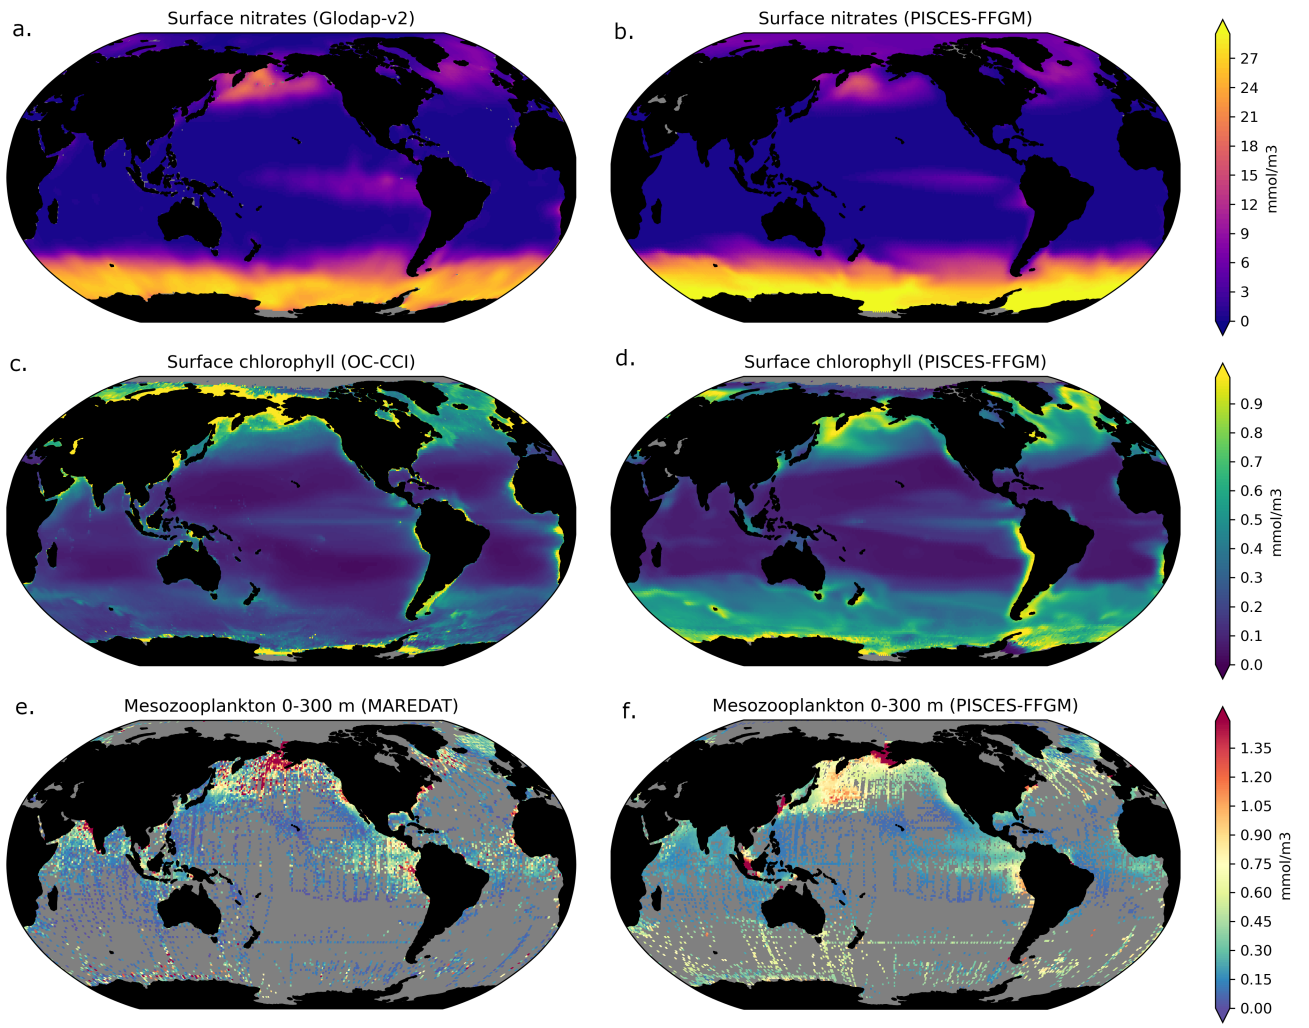 a.
Surface nitrates (Glodap-v2)
b.
Surface nitrates (PISCES-FFGM)
27
24
21
18
15
12
9
6
3
0
mmol/m3
c.
Surface chlorophyll (OC-CCI)
d.
Surface chlorophyll (PISCES-FFGM)
0.9
0.8
0.7
0.6
0.5
0.4
0.3
0.2
0.1
0.0
mmol/m3
e.
Mesozooplankton 0-300 m (MAREDAT)
f.
Mesozooplankton 0-300 m (PISCES-FFGM)
1.35
1.20
1.05
0.90
0.75
0.60
0.45
0.30
0.15
0.00
mmol/m3